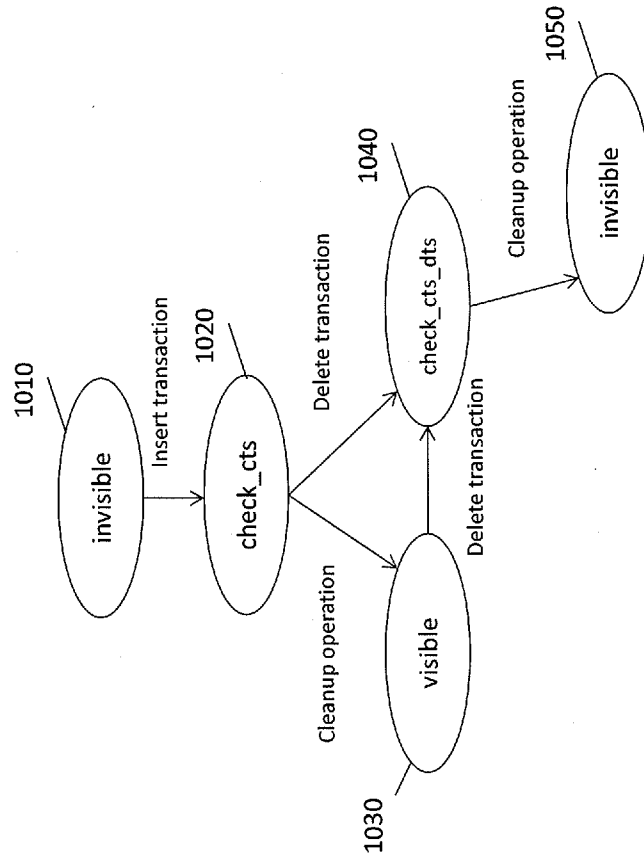 1010
invisible
Insert transaction
1020
check_cts
Cleanup operation
Delete transaction
1030
visible
Delete transaction
1040
check_cts_dts
Cleanup operation
1050
invisible